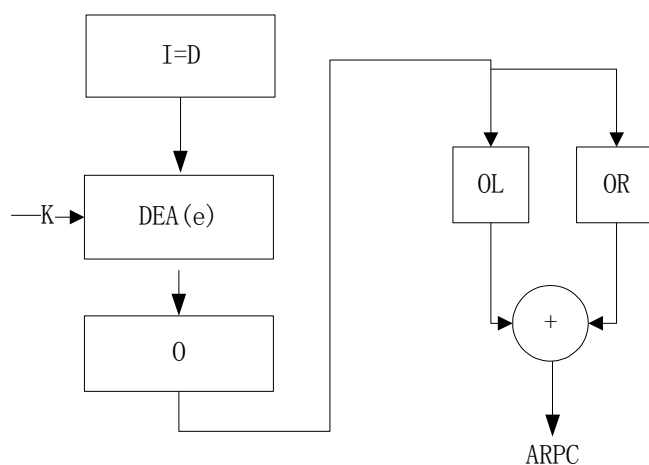 I=D
K
DEA(e)
O
OL
OR
+
ARPC